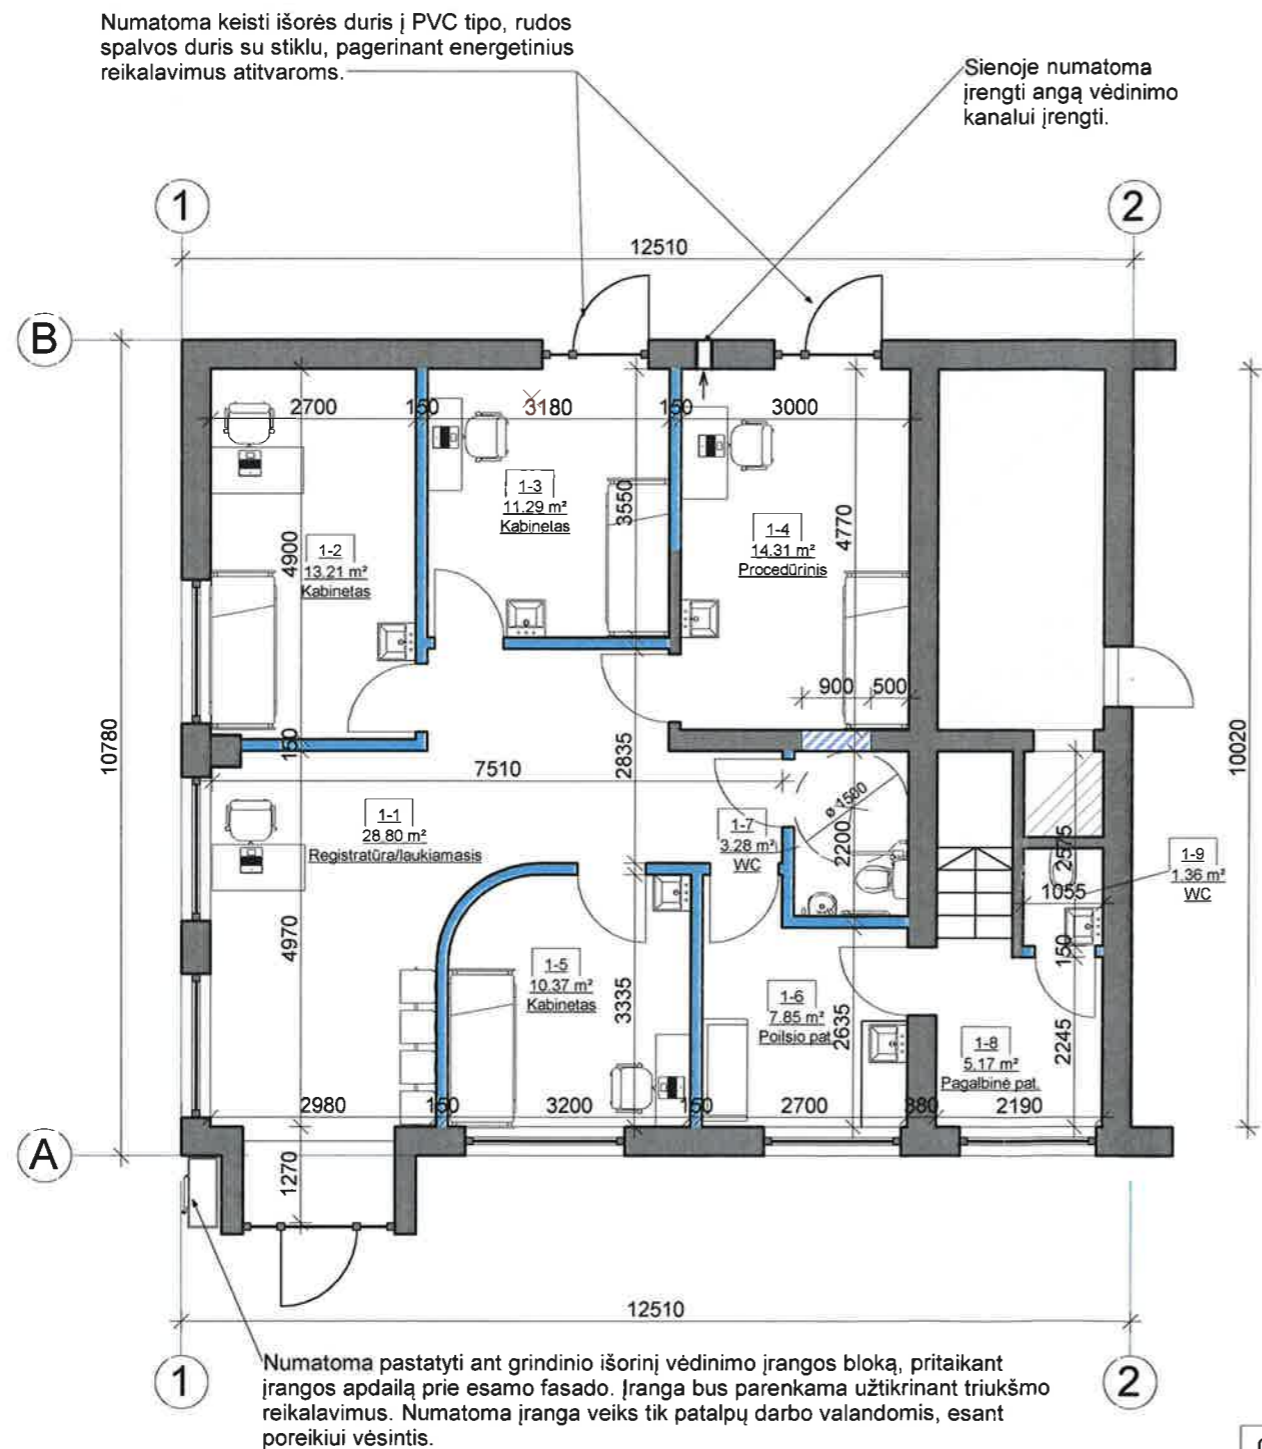 Numatoma keisti išorės duris į PVC tipo, rudos
spalvos duris su stiklu, pagerinant energetinius
reikalavimus atitvaroms.
Sienoje numatoma
įrengti angą vėdinimo
kanalui įrengti.
1
2
12510
B
2700
150
3180
150
3000
1-3
11.29 m²
Kabinetas
3550
1-2
13.21 m²
Kabinetas
4900
1-4
14.31 m²
Procedūrinis
4770
900
500
10780
10020
150
7510
2835
ø 1500
1-1
28.80 m²
Registratūra/laukiamasis
1-7
3.28 m²
WC
2200
2575
1-9
1.36 m²
WC
1055
150
4970
1-5
10.37 m²
Kabinetas
3335
1-6
7.85 m²
Poilsio pat.
2635
1-8
5.17 m²
Pagalbinė pat.
2245
2980
150
3200
150
2700
380
2190
A
1270
12510
1
2
Numatoma pastatyti ant grindinio išorinį vėdinimo įrangos bloką, pritaikant
įrangos apdailą prie esamo fasado. Įranga bus parenkama užtikrinant triukšmo
reikalavimus. Numatoma įranga veiks tik patalpų darbo valandomis, esant
poreikiui vėsintis.